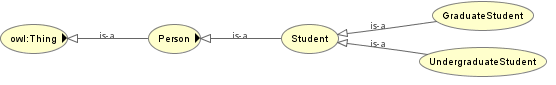 GraduateStudent
is-a
owl:Thing
is-a
Person
is-a
Student
is-a
UndergraduateStudent